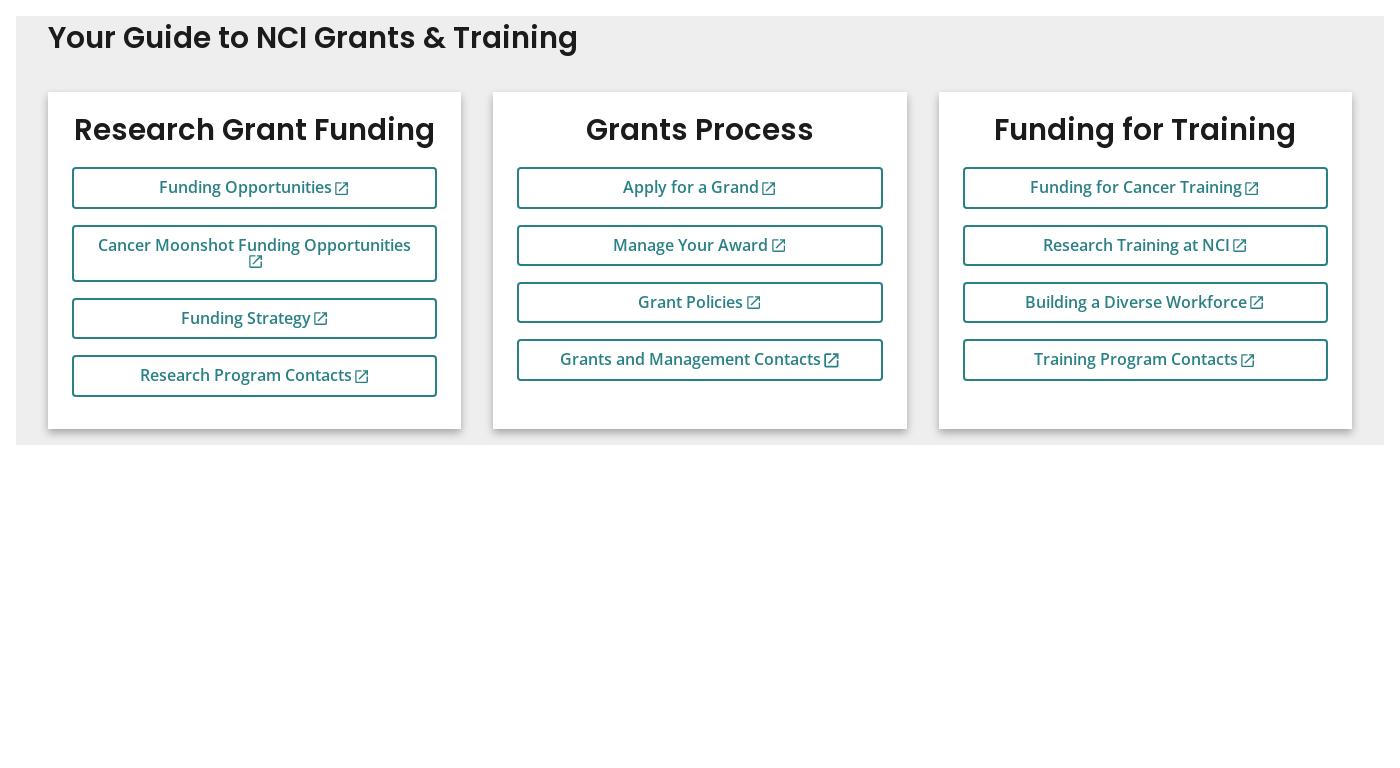 Your Guide to NCI Grants & Training
Research Grant Funding
Funding Opportunities
Cancer Moonshot Funding Opportunities
Funding Strategy
Research Program Contacts
Grants Process
Apply for a Grand
Manage Your Award
Grant Policies
Grants and Management Contacts
Funding for Training
Funding for Cancer Training
Research Training at NCI
Building a Diverse Workforce
Training Program Contacts